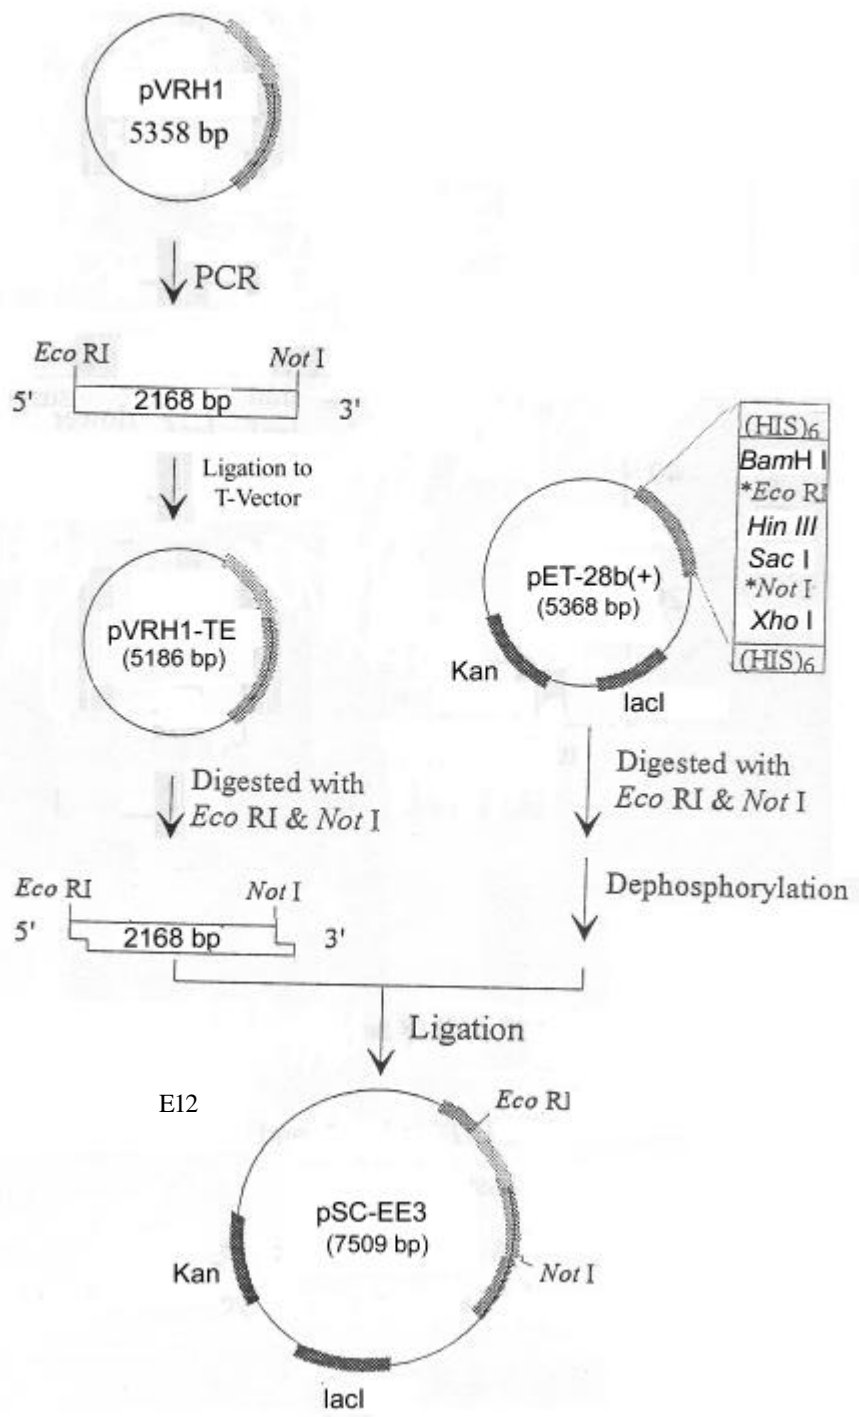 pVRH1
5358 bp
PCR
Eco RI
Not I
5'
2168 bp
3'
Ligation to
T-Vector
pVRH1-TE
(5186 bp)
Digested with
Eco RI & Not I
Eco RI
Not I
5'
2168 bp
3'
(HIS)6
BamH I
*Eco RI
Hin III
Sac I
*Not I
Xho I
(HIS)6
pET-28b(+)
(5368 bp)
Kan
lacI
Digested with
Eco RI & Not I
Dephosphorylation
Ligation
E12
Eco RI
pSC-EE3
(7509 bp)
Kan
Not I
lacI